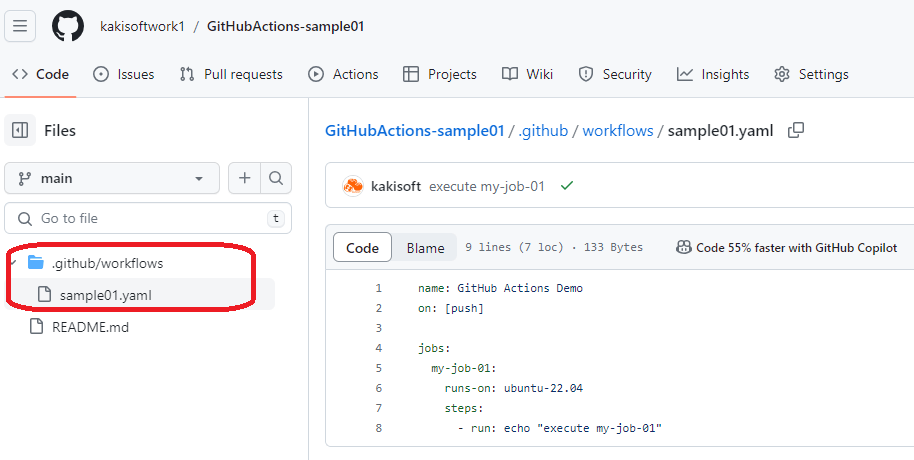 kakisoftwork1 / GitHubActions-sample01
Code Issues Pull requests Actions Projects Wiki Security Insights Settings
Files
main
Go to file t
.github/workflows
sample01.yaml
README.md
GitHubActions-sample01 / .github / workflows / sample01.yaml
kakisoft execute my-job-01
Code Blame 9 lines (7 loc) · 133 Bytes Code 55% faster with GitHub Copilot
1 name: GitHub Actions Demo
2 on: [push]
3
4 jobs:
5 my-job-01:
6 runs-on: ubuntu-22.04
7 steps:
8 - run: echo "execute my-job-01"